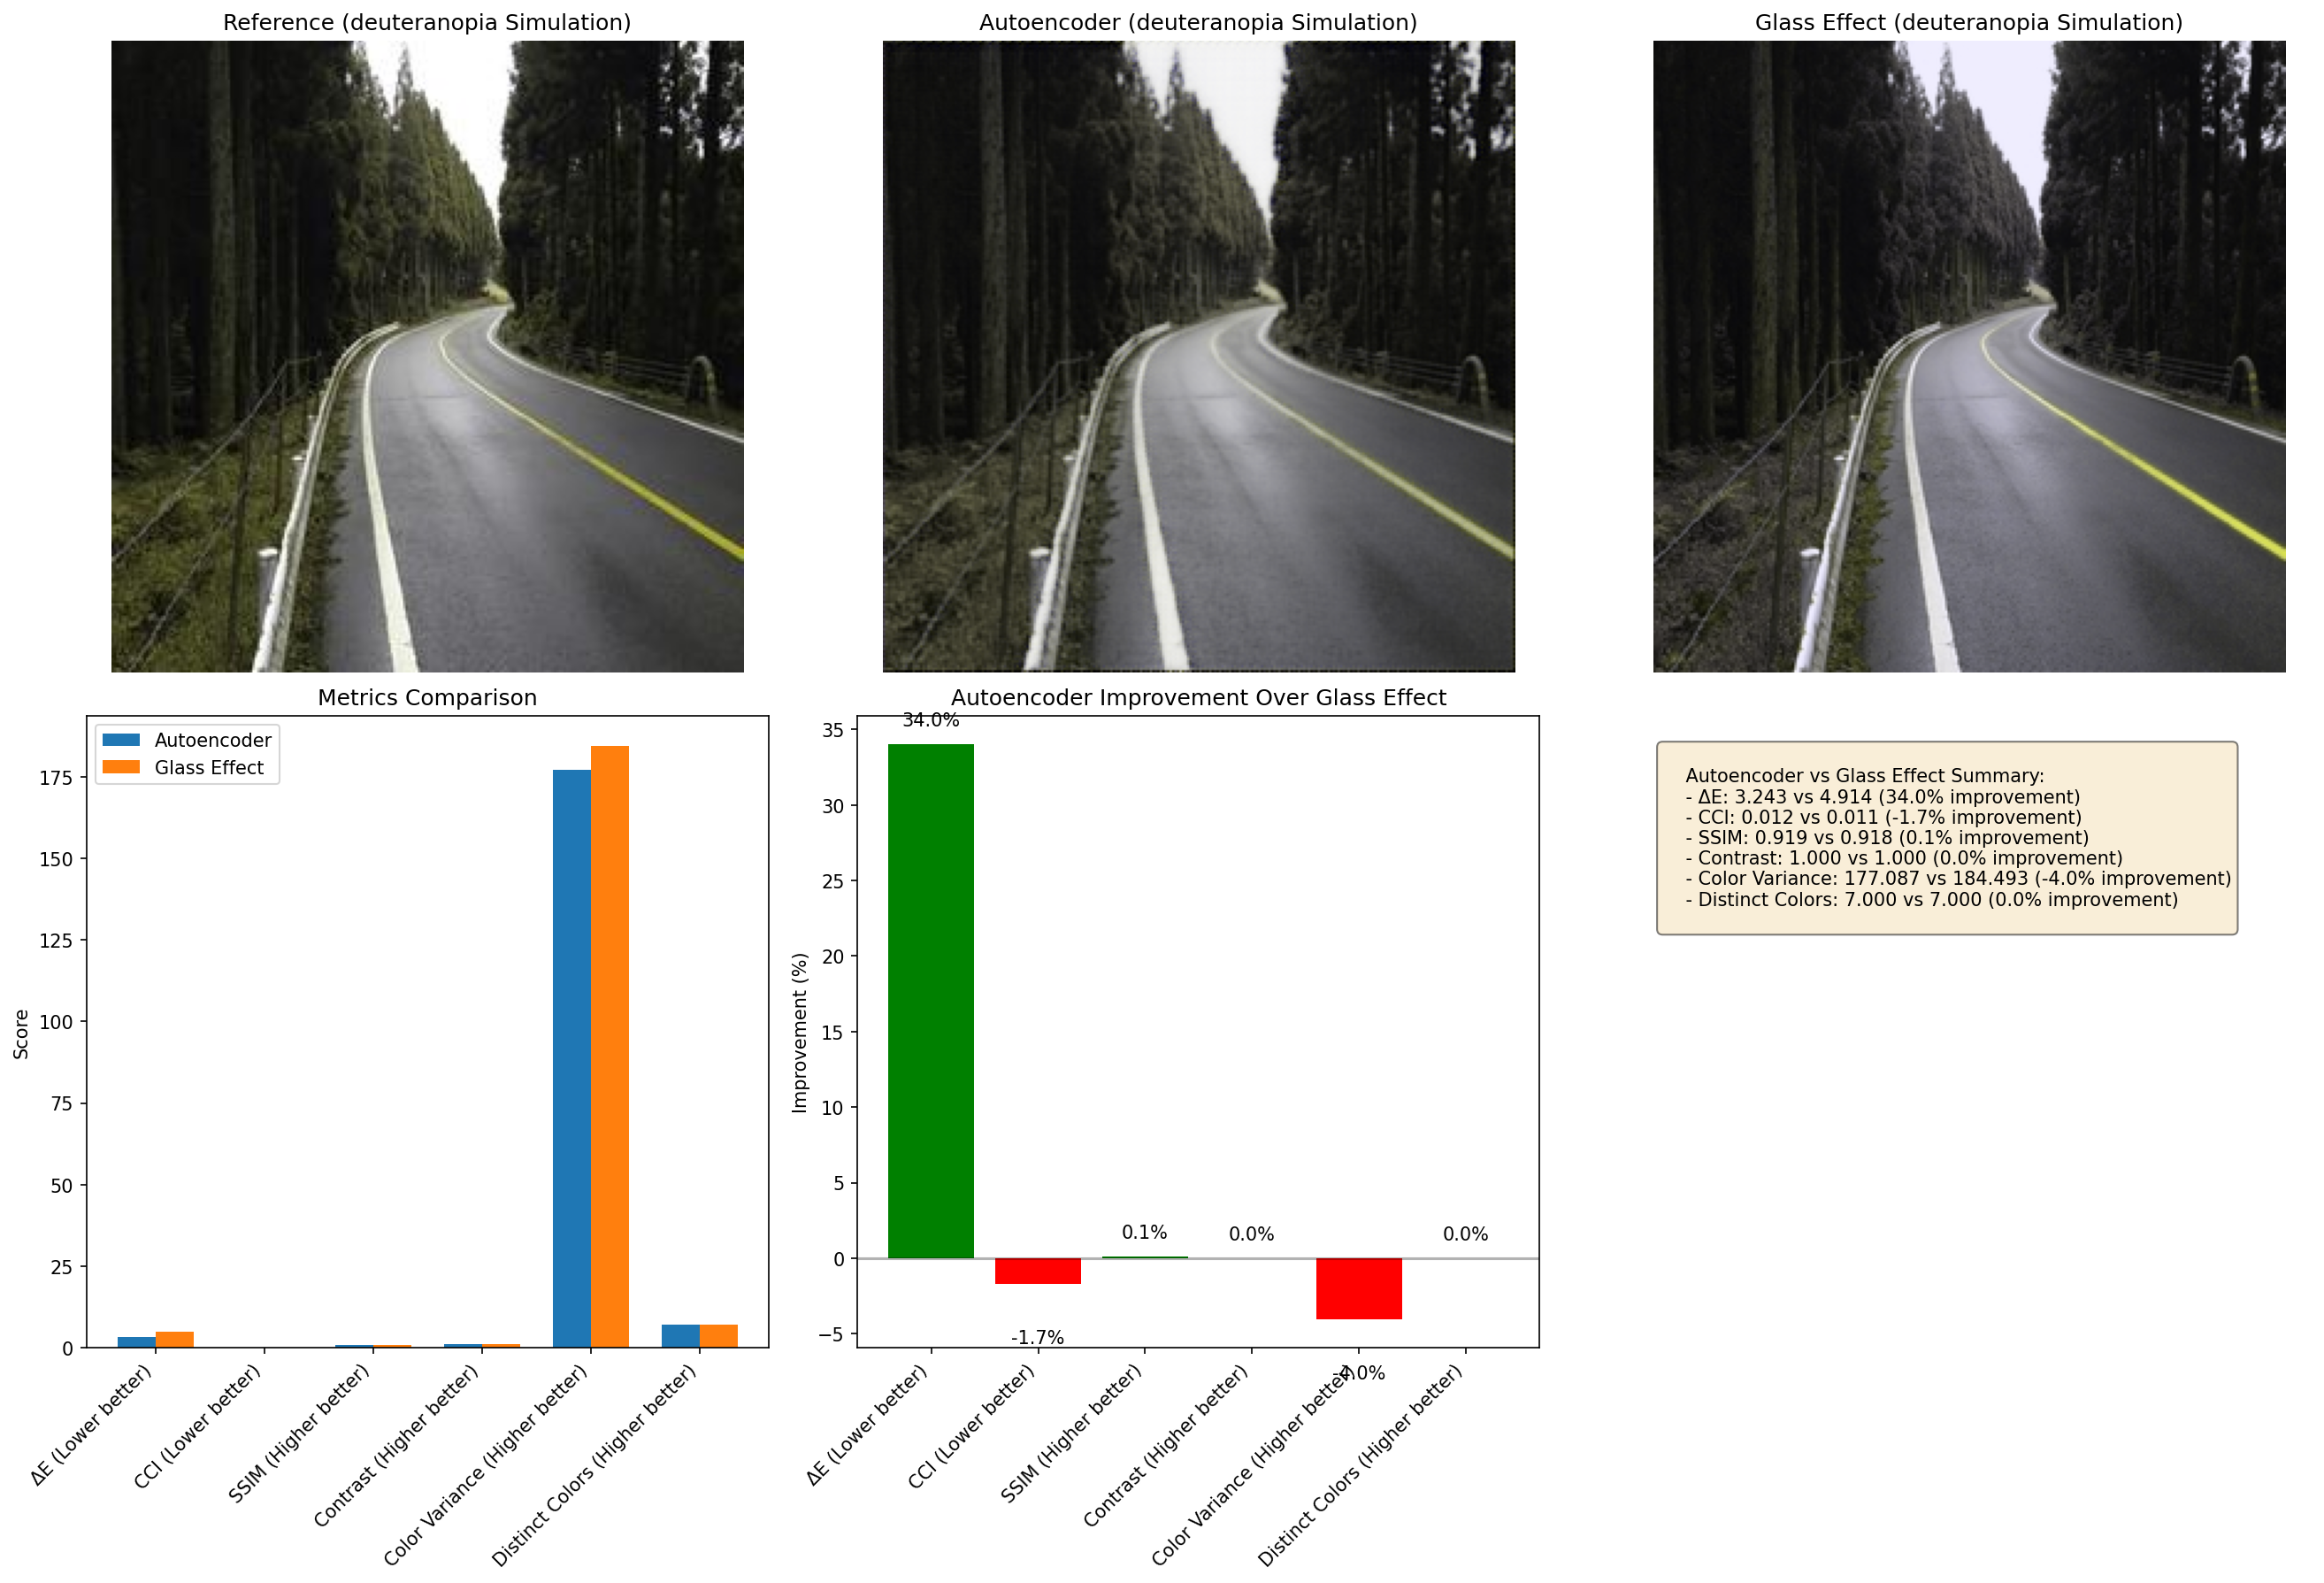 Reference (deuteranopia Simulation)
Autoencoder (deuteranopia Simulation)
Glass Effect (deuteranopia Simulation)
Metrics Comparison
Autoencoder
Glass Effect
Score
175
150
125
100
75
50
25
0
ΔE (Lower better)
CCI (Lower better)
SSIM (Higher better)
Contrast (Higher better)
Color Variance (Higher better)
Distinct Colors (Higher better)
Autoencoder Improvement Over Glass Effect
Improvement (%)
35
30
25
20
15
10
5
0
−5
34.0%
-1.7%
0.1%
0.0%
-4.0%
0.0%
ΔE (Lower better)
CCI (Lower better)
SSIM (Higher better)
Contrast (Higher better)
Color Variance (Higher better)
Distinct Colors (Higher better)
Autoencoder vs Glass Effect Summary:
- ΔE: 3.243 vs 4.914 (34.0% improvement)
- CCI: 0.012 vs 0.011 (-1.7% improvement)
- SSIM: 0.919 vs 0.918 (0.1% improvement)
- Contrast: 1.000 vs 1.000 (0.0% improvement)
- Color Variance: 177.087 vs 184.493 (-4.0% improvement)
- Distinct Colors: 7.000 vs 7.000 (0.0% improvement)